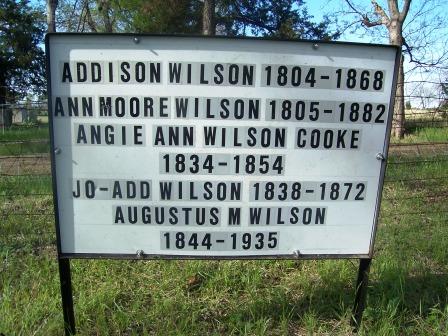 ADDISON WILSON 1804-1868
ANN MOORE WILSON 1805-1882
ANGIE ANN WILSON COOKE
1834-1854
JO-ADD WILSON 1838-1872
AUGUSTUS M WILSON
1844-1935